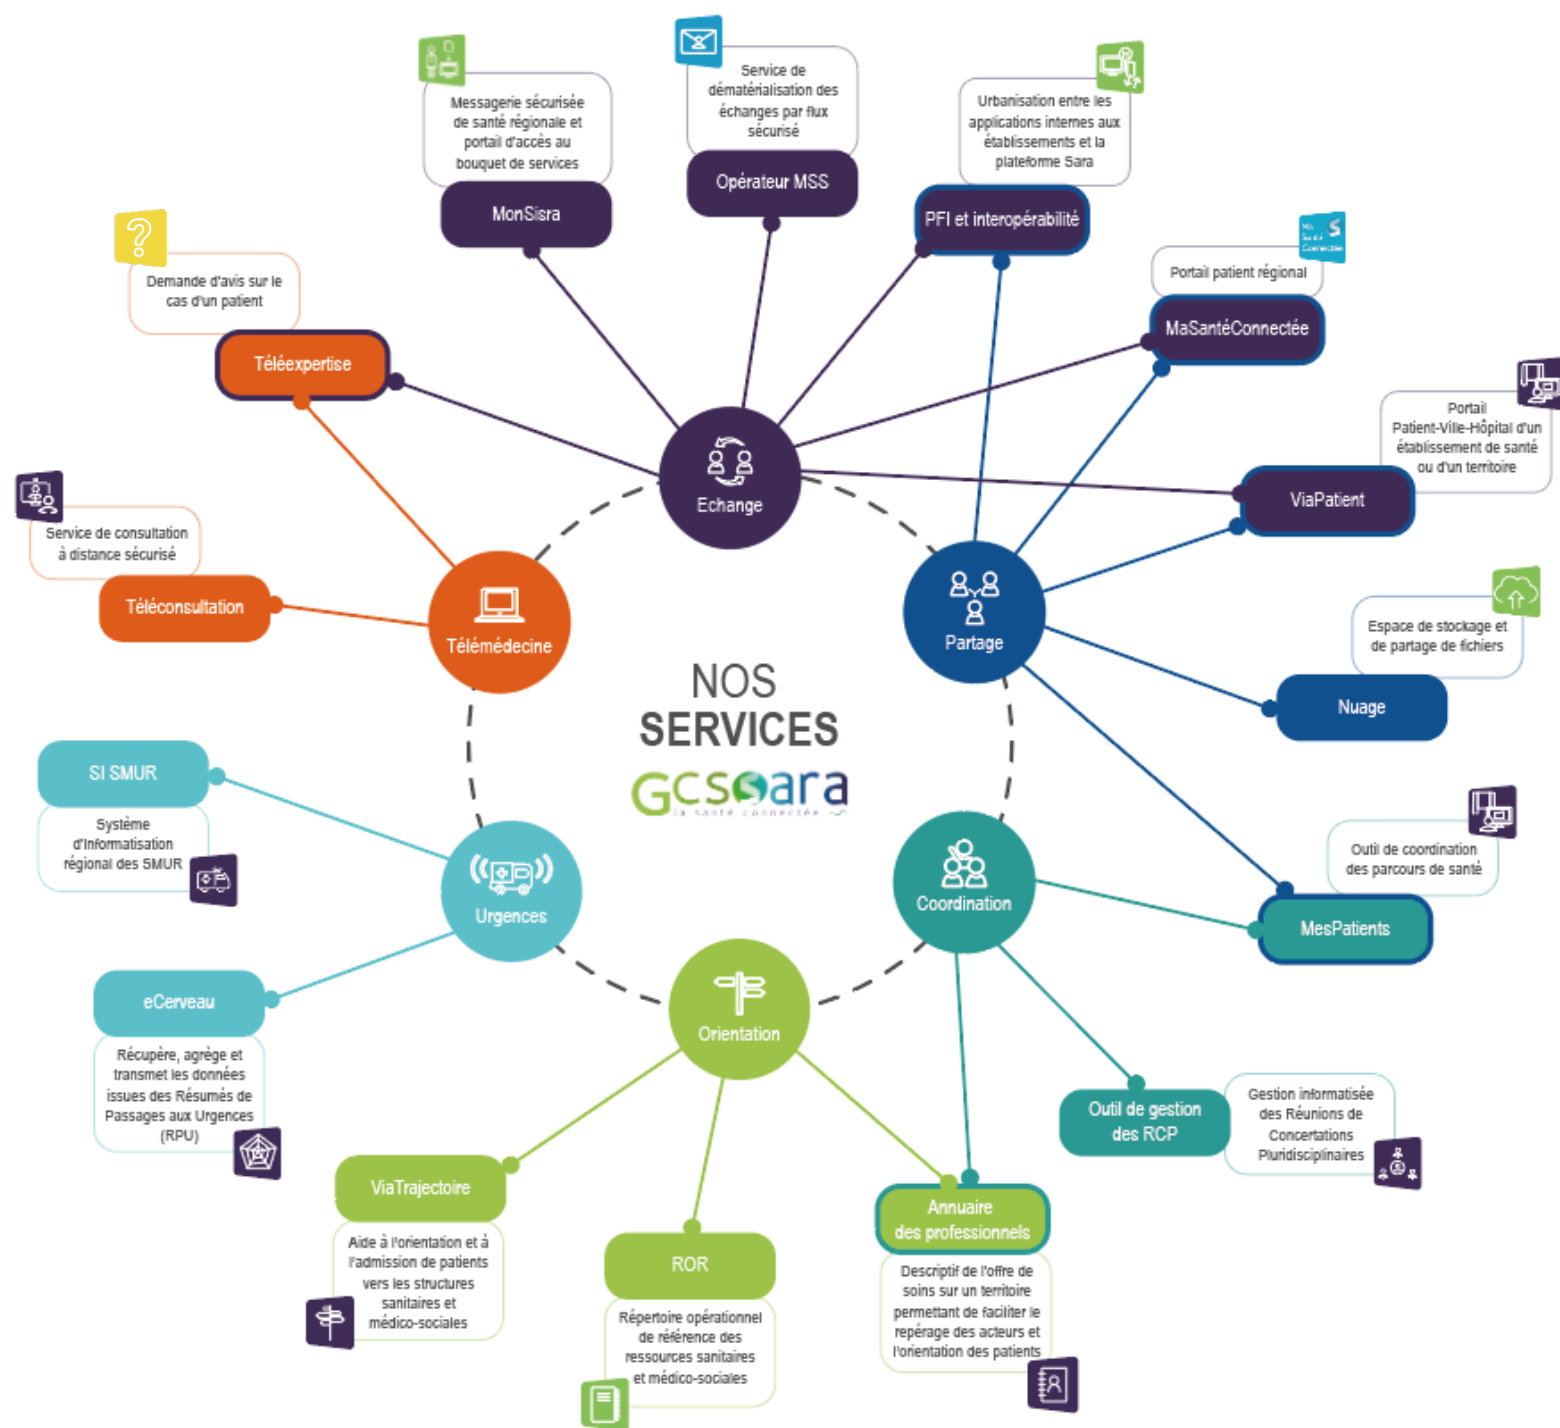 Messagerie sécurisée
de santé régionale et
portail d'accès au
bouquet de services
MonSisra
Service de
dématérialisation des
échanges par flux
sécurisé
Opérateur MSS
Urbanisation entre les
applications internes aux
établissements et la
plateforme Sara
PFI et interopérabilité
Ma
Santé
Connectée
Portail patient régional
MaSantéConnectée
Portail
Patient-Ville-Hôpital d'un
établissement de santé
ou d'un territoire
ViaPatient
Demande d'avis sur le
cas d'un patient
Téléexpertise
Service de consultation
à distance sécurisé
Téléconsultation
Echange
Télémédecine
Partage
Espace de stockage et
de partage de fichiers
Nuage
NOS
SERVICES
GCSsara
la santé connectée
SI SMUR
Système
d'Informatisation
régional des SMUR
Urgences
Coordination
Outil de coordination
des parcours de santé
MesPatients
eCerveau
Récupère, agrège et
transmet les données
issues des Résumés de
Passages aux Urgences
(RPU)
Orientation
Outil de gestion
des RCP
Gestion informatisée
des Réunions de
Concertations
Pluridisciplinaires
ViaTrajectoire
Aide à l'orientation et à
l'admission de patients
vers les structures
sanitaires et
médico-sociales
ROR
Répertoire opérationnel
de référence des
ressources sanitaires
et médico-sociales
Annuaire
des professionnels
Descriptif de l'offre de
soins sur un territoire
permettant de faciliter le
repérage des acteurs et
l'orientation des patients